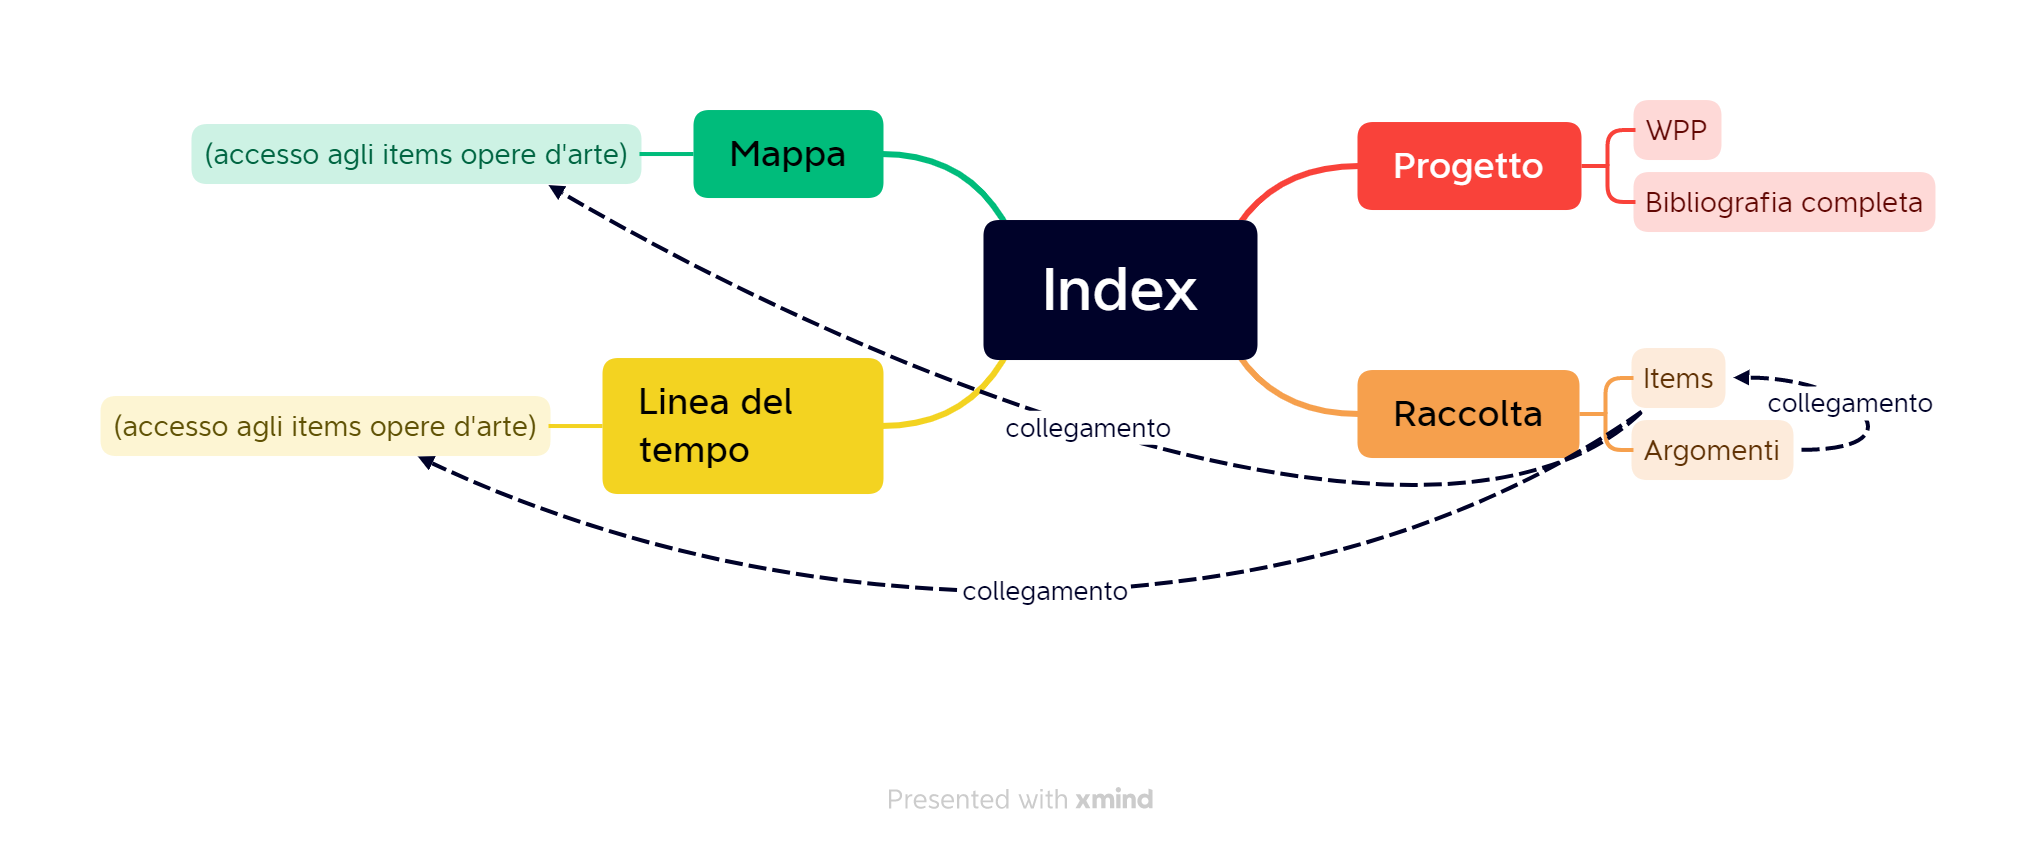 Index
Progetto
WPP
Bibliografia completa
Raccolta
Items
Argomenti
collegamento
Linea del
tempo
(accesso agli items opere d'arte)
Mappa
(accesso agli items opere d'arte)
collegamento
collegamento
Presented with xmind